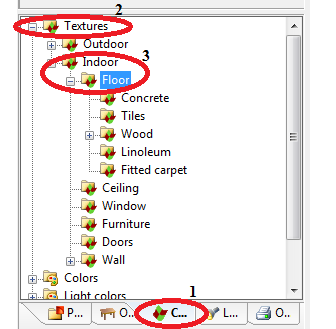 2
Textures
Outdoor
Indoor
3
Floor
Concrete
Tiles
Wood
Linoleum
Fitted carpet
Ceiling
Window
Furniture
Doors
Wall
Colors
Light colors
1
P... O.. C... L... O..